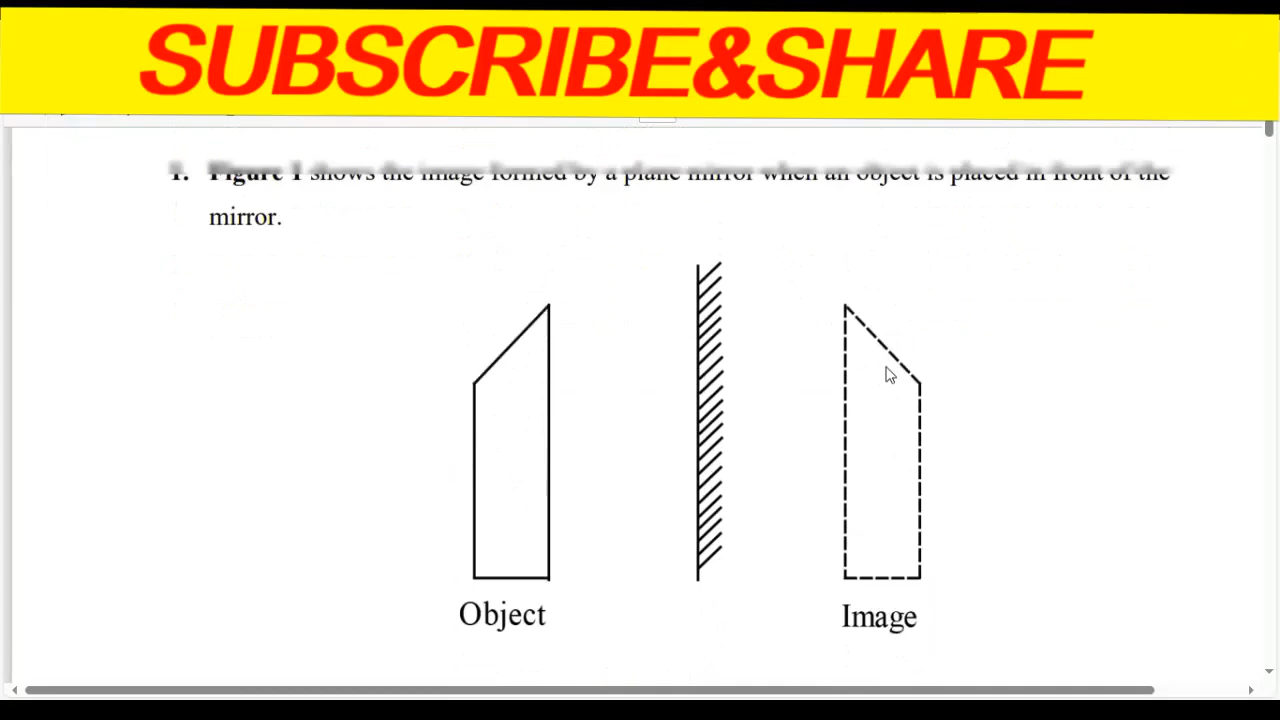 SUBSCRIBE&SHARE
1. Figure 1 shows the image formed by a plane mirror when an object is placed in front of the
mirror.
Object
Image